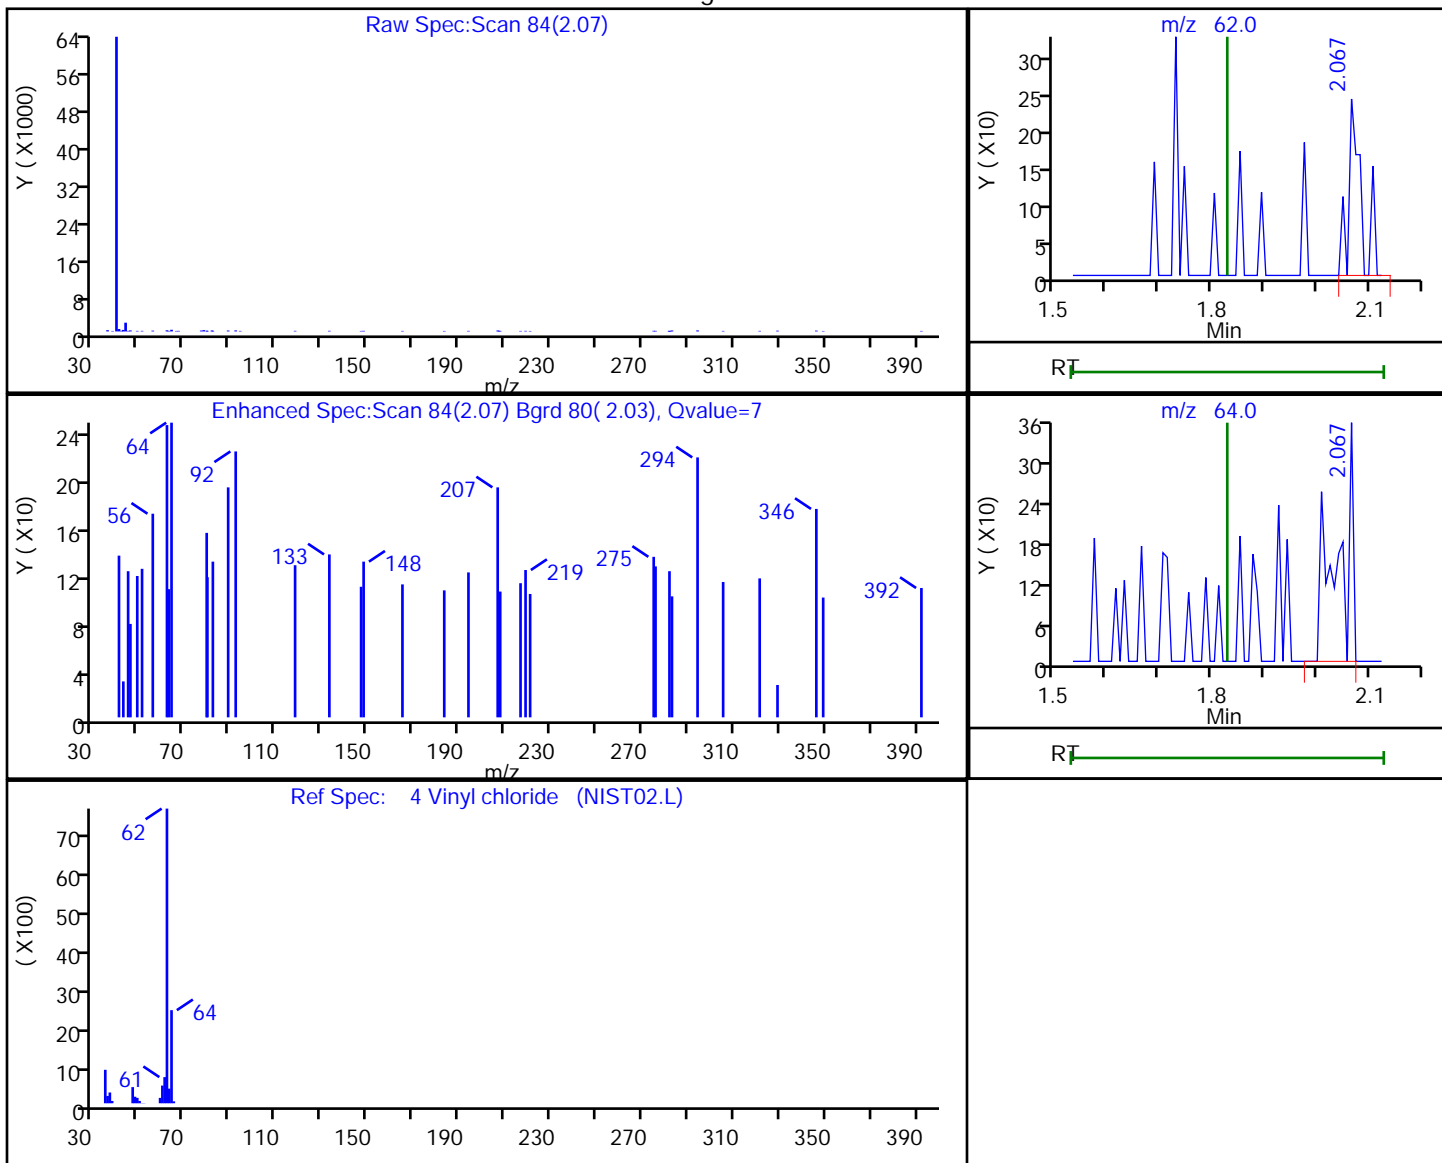 Raw Spec:Scan 84(2.07)
Y ( X1000)
64
56
48
40
32
24
16
8
0
30 70 110 150 190 230 270 310 350 390
m/z
m/z 62.0
Y ( X10)
30
25
20
15
10
5
0
2.067
1.5 1.8 2.1
Min
RT
Enhanced Spec:Scan 84(2.07) Bgrd 80( 2.03), Qvalue=7
Y ( X10)
24
20
16
12
8
4
0
64
56
92
133
148
207
219
275
294
346
392
30 70 110 150 190 230 270 310 350 390
m/z
m/z 64.0
Y ( X10)
36
30
24
18
12
6
0
2.067
1.5 1.8 2.1
Min
RT
Ref Spec: 4 Vinyl chloride (NIST02.L)
( X100)
70
60
50
40
30
20
10
0
62
64
61
30 70 110 150 190 230 270 310 350 390